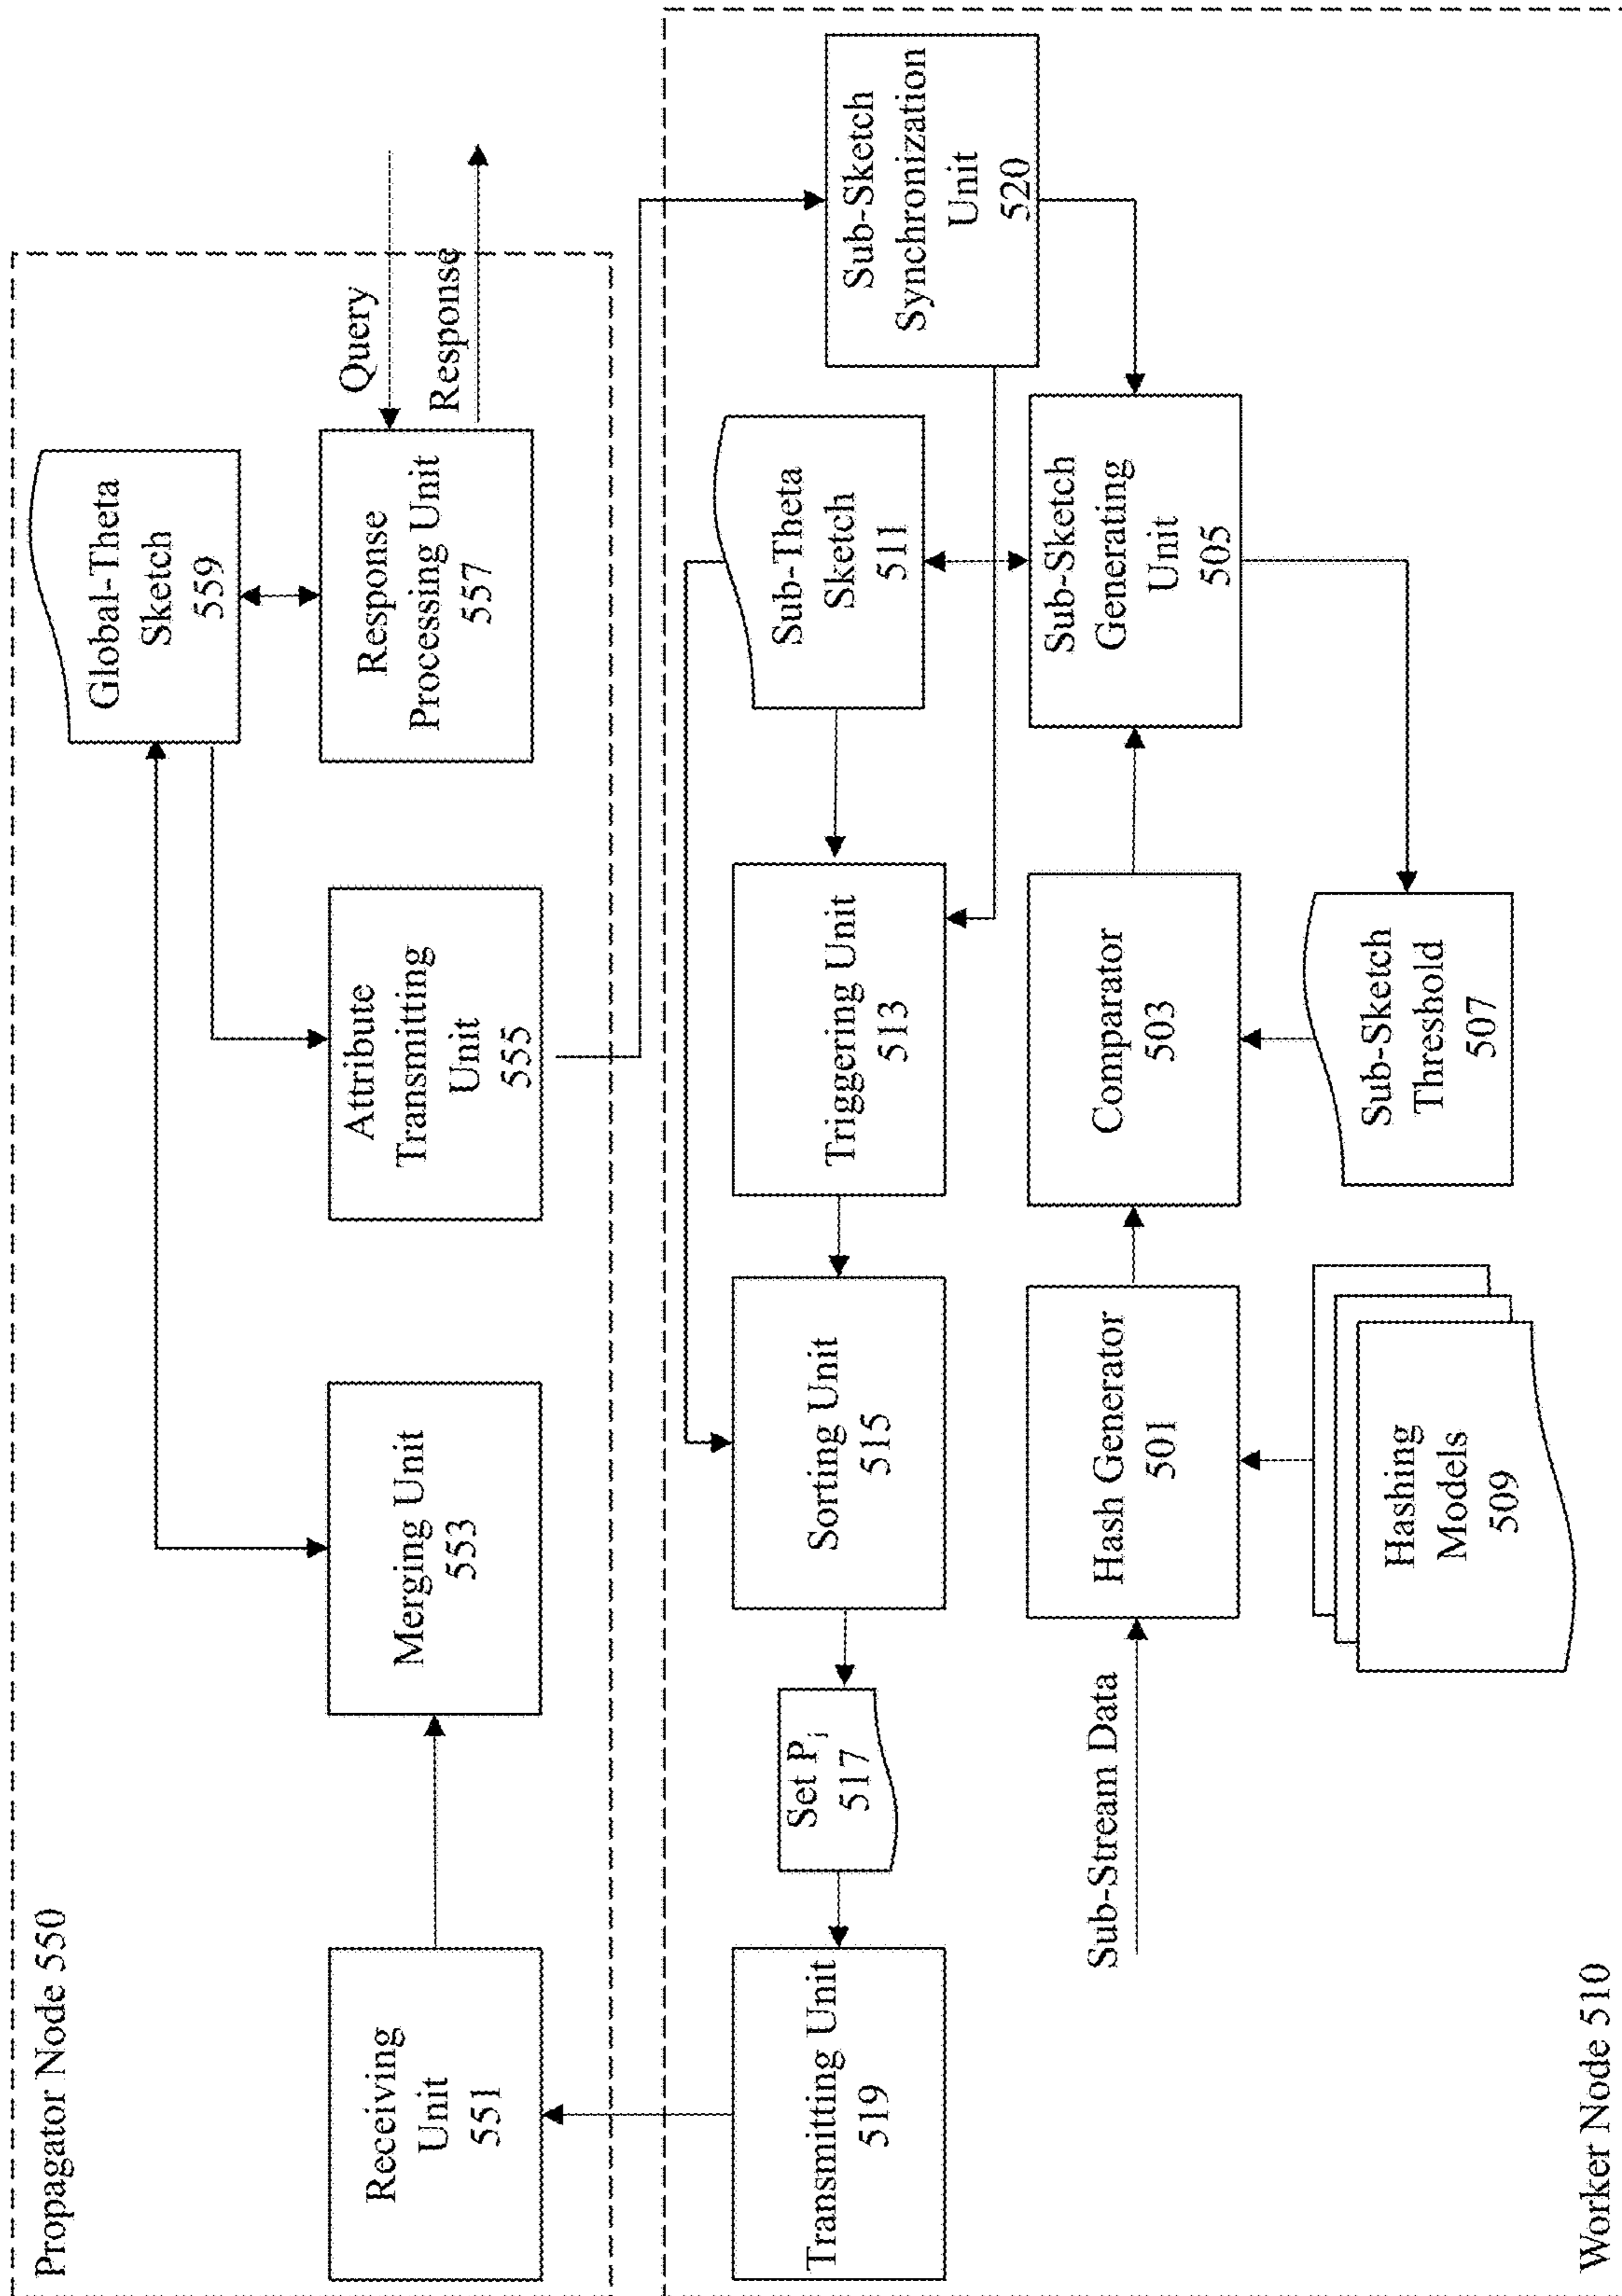 Propagator Node 550
Receiving
Unit
551
Merging Unit
553
Attribute
Transmitting
Unit
555
Global-Theta
Sketch
559
Response
Processing Unit
557
Query
Response
Transmitting Unit
519
Set Pj
517
Sorting Unit
515
Triggering Unit
513
Sub-Theta
Sketch
511
Sub-Sketch
Synchronization
Unit
520
Sub-Stream Data
Hash Generator
501
Comparator
503
Sub-Sketch
Generating
Unit
505
Hashing
Models
509
Sub-Sketch
Threshold
507
Worker Node 510